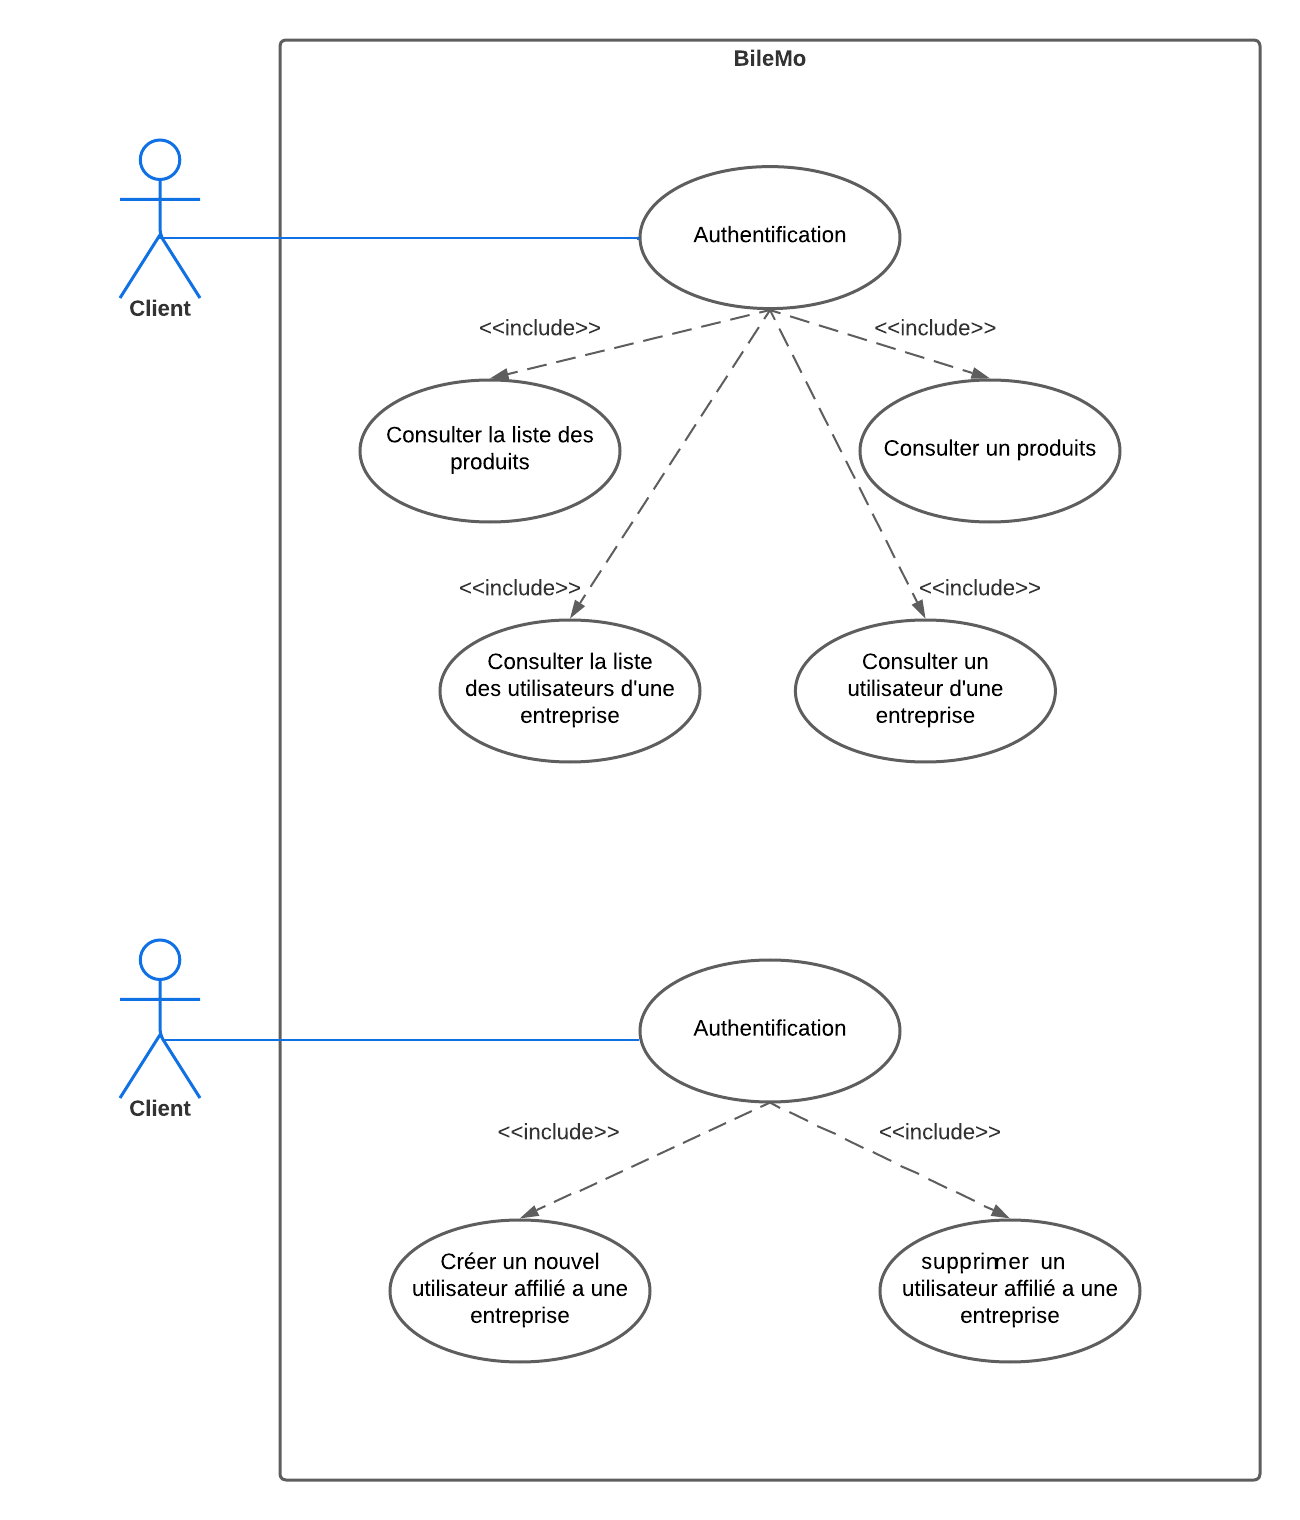 BileMo
Authentification
Client
<<include>>
<<include>>
Consulter la liste des
produits
Consulter un produits
<<include>>
<<include>>
Consulter la liste
des utilisateurs d'une
entreprise
Consulter un
utilisateur d'une
entreprise
Authentification
Client
<<include>>
<<include>>
Créer un nouvel
utilisateur affilié a une
entreprise
supprimer un
utilisateur affilié a une
entreprise